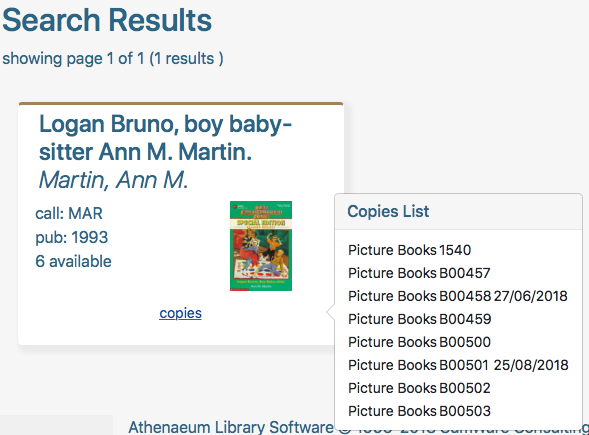 Search Results
showing page 1 of 1 (1 results )
Logan Bruno, boy baby-
sitter Ann M. Martin.
Martin, Ann M.
call: MAR
pub: 1993
6 available
SPECIAL EDITION
copies
Copies List
Picture Books 1540
Picture Books B00457
Picture Books B00458 27/06/2018
Picture Books B00459
Picture Books B00500
Picture Books B00501 25/08/2018
Picture Books B00502
Picture Books B00503
Athenaeum Library Software ©